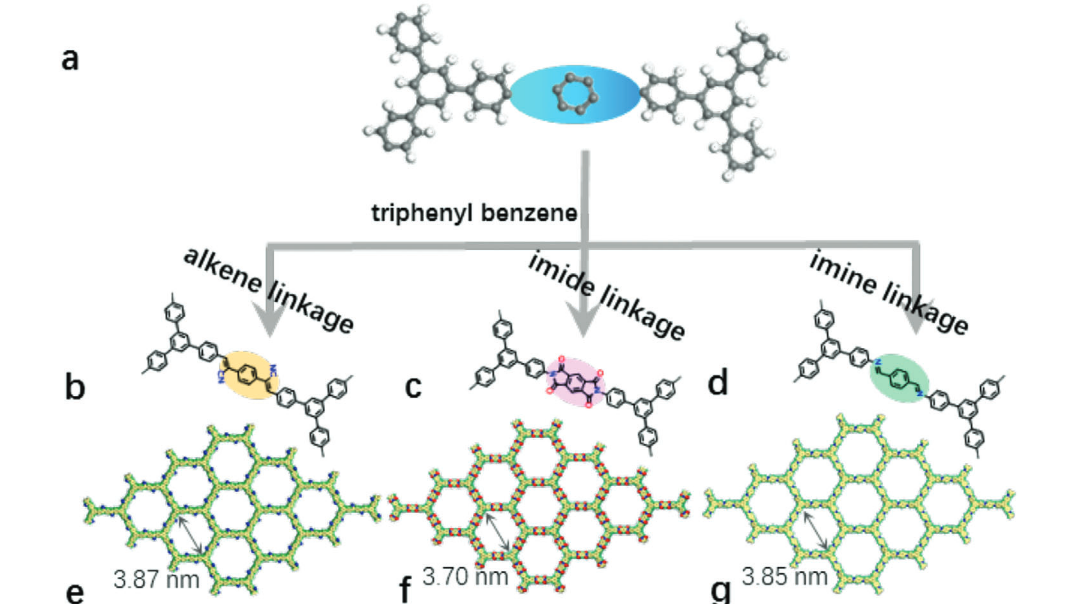 a
triphenyl benzene
alkene linkage
imide linkage
imine linkage
b
CN
NC
c
O
O
N
N
O
O
d
N
N
3.87 nm
3.70 nm
3.85 nm
e
f
g